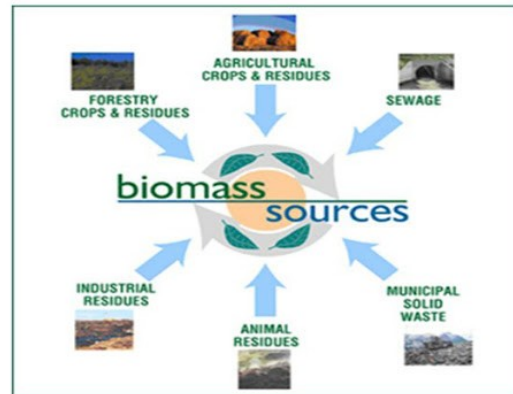 AGRICULTURAL
CROPS & RESIDUES
FORESTRY
CROPS & RESIDUES
SEWAGE
biomass
sources
INDUSTRIAL
RESIDUES
ANIMAL
RESIDUES
MUNICIPAL
SOLID
WASTE